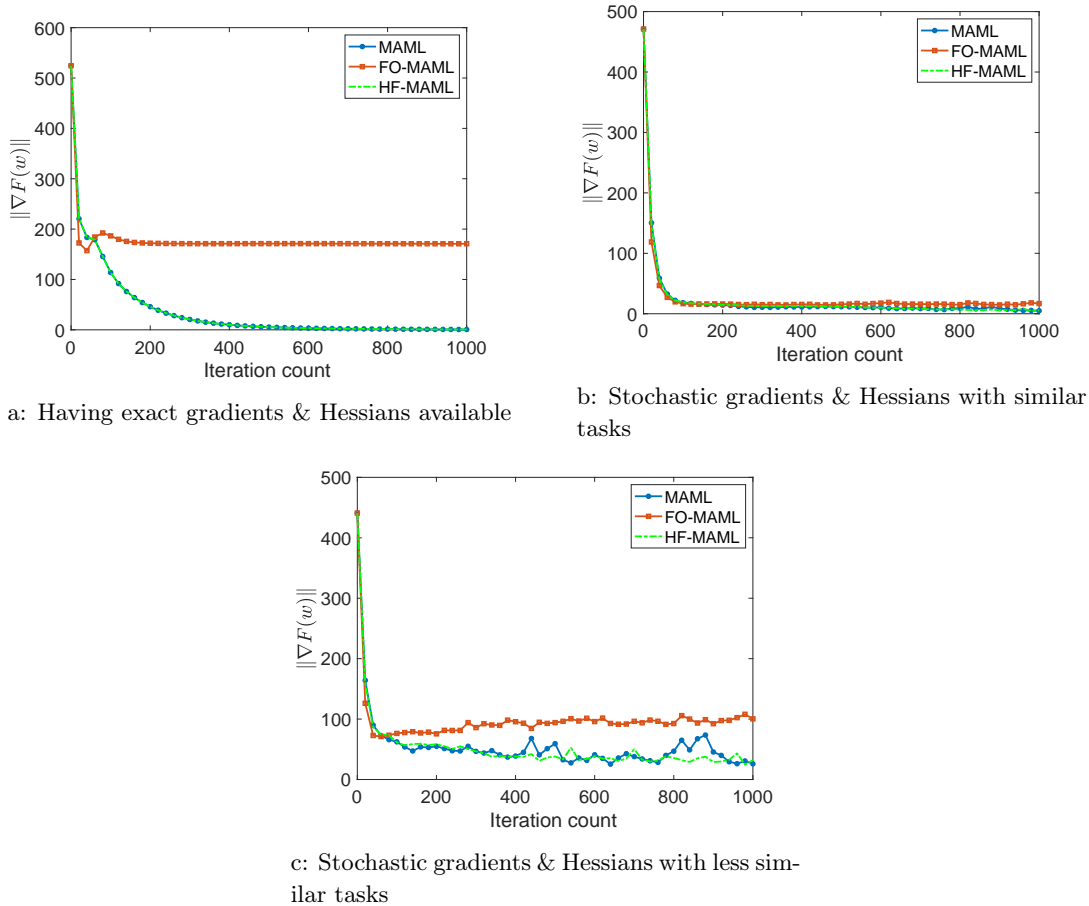 600
500
400
300
200
100
0
‖∇F(w)‖
MAML
FO-MAML
HF-MAML
0 200 400 600 800 1000
Iteration count
a: Having exact gradients & Hessians available
500
400
300
200
100
0
‖∇F(w)‖
MAML
FO-MAML
HF-MAML
0 200 400 600 800 1000
Iteration count
b: Stochastic gradients & Hessians with similar
tasks
500
400
300
200
100
0
‖∇F(w)‖
MAML
FO-MAML
HF-MAML
0 200 400 600 800 1000
Iteration count
c: Stochastic gradients & Hessians with less sim-
ilar tasks